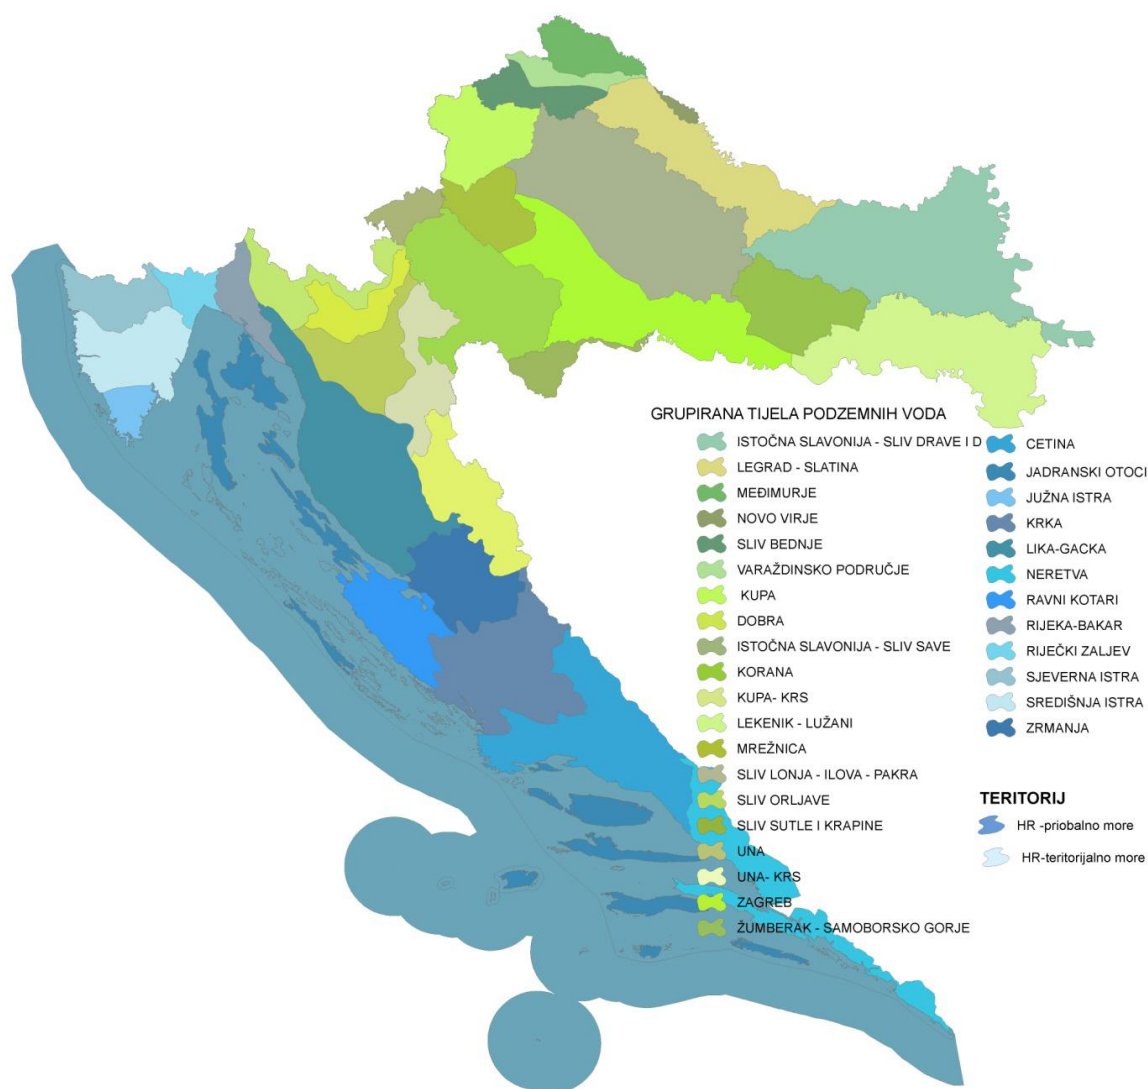 GRUPIRANA TIJELA PODZEMNIH VODA
ISTOČNA SLAVONIJA - SLIV DRAVE I D
LEGRAD - SLATINA
MEĐIMURJE
NOVO VIRJE
SLIV BEDNJE
VARAŽDINSKO PODRUČJE
KUPA
DOBRA
ISTOČNA SLAVONIJA - SLIV SAVE
KORANA
KUPA- KRS
LEKENIK - LUŽANI
MREŽNICA
SLIV LONJA - ILOVA - PAKRA
SLIV ORLJAVE
SLIV SUTLE I KRAPINE
UNA
UNA- KRS
ZAGREB
ŽUMBERAK - SAMOBORSKO GORJE
CETINA
JADRANSKI OTOCI
JUŽNA ISTRA
KRKA
LIKA-GACKA
NERETVA
RAVNI KOTARI
RIJEKA-BAKAR
RIJEČKI ZALJEV
SJEVERNA ISTRA
SREDIŠNJA ISTRA
ZRMANJA
TERITORIJ
HR -priobalno more
HR-teritorijalno more